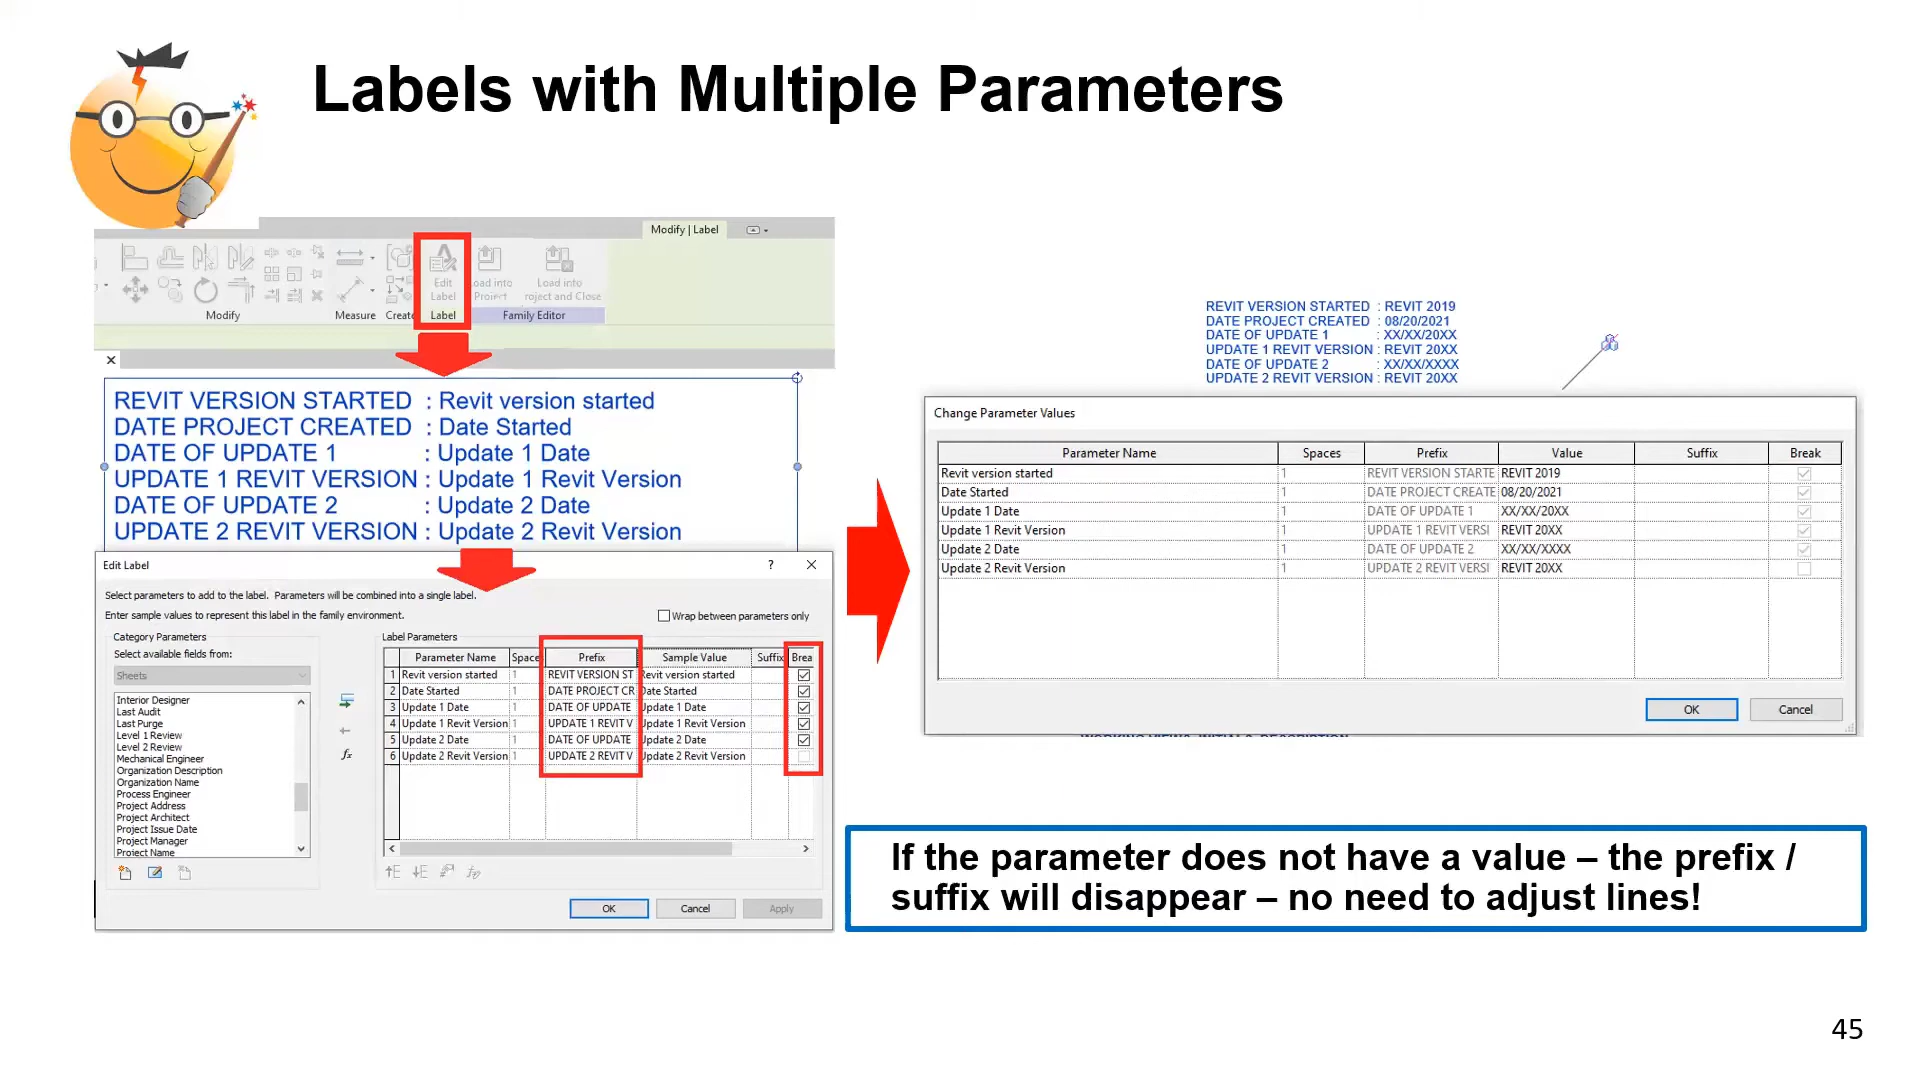 Labels with Multiple Parameters
Modify | Label
Edit Label
Load into Project
Load into
Project and Close
Modify
Measure
Create
Label
Family Editor
REVIT VERSION STARTED : Revit version started
DATE PROJECT CREATED : Date Started
DATE OF UPDATE 1 : Update 1 Date
UPDATE 1 REVIT VERSION : Update 1 Revit Version
DATE OF UPDATE 2 : Update 2 Date
UPDATE 2 REVIT VERSION : Update 2 Revit Version
Edit Label
Select parameters to add to the label. Parameters will be combined into a single label.
Enter sample values to represent this label in the family environment.
Wrap between parameters only
Category Parameters
Select available fields from:
Sheets
Interior Designer
Last Audit
Last Purge
Level 1 Review
Level 2 Review
Mechanical Engineer
Organization Description
Organization Name
Process Engineer
Project Address
Project Architect
Project Issue Date
Project Manager
Project Name
Label Parameters
Parameter Name Space Prefix Sample Value Suffix Brea
1 Revit version started 1 REVIT VERSION ST Revit version started
2 Date Started 1 DATE PROJECT CR Date Started
3 Update 1 Date 1 DATE OF UPDATE Update 1 Date
4 Update 1 Revit Version 1 UPDATE 1 REVIT V Update 1 Revit Version
5 Update 2 Date 1 DATE OF UPDATE Update 2 Date
6 Update 2 Revit Version 1 UPDATE 2 REVIT V Update 2 Revit Version
OK Cancel Apply
REVIT VERSION STARTED : REVIT 2019
DATE PROJECT CREATED : 08/20/2021
DATE OF UPDATE 1 : XX/XX/20XX
UPDATE 1 REVIT VERSION : REVIT 20XX
DATE OF UPDATE 2 : XX/XX/XXXX
UPDATE 2 REVIT VERSION : REVIT 20XX
Change Parameter Values
Parameter Name Spaces Prefix Value Suffix Break
Revit version started 1 REVIT VERSION STARTE REVIT 2019
Date Started 1 DATE PROJECT CREATE 08/20/2021
Update 1 Date 1 DATE OF UPDATE 1 XX/XX/20XX
Update 1 Revit Version 1 UPDATE 1 REVIT VERSI REVIT 20XX
Update 2 Date 1 DATE OF UPDATE 2 XX/XX/XXXX
Update 2 Revit Version 1 UPDATE 2 REVIT VERSI REVIT 20XX
OK Cancel
If the parameter does not have a value – the prefix /
suffix will disappear – no need to adjust lines!
45